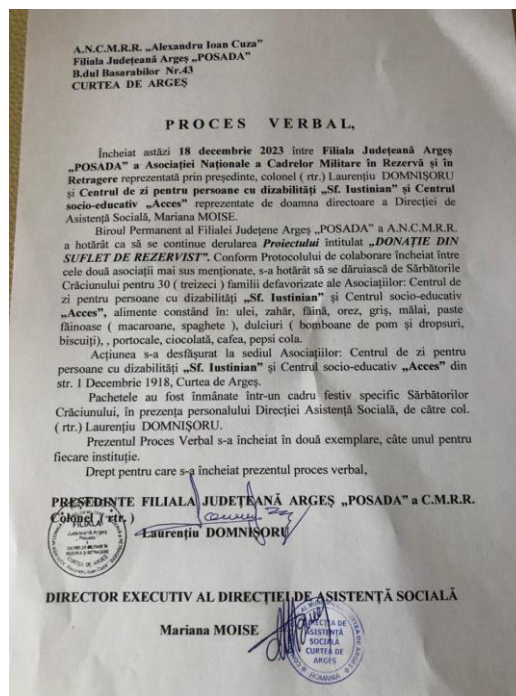 A.N.C.M.R.R. „Alexandru Ioan Cuza”
Filiala Județeană Argeș „POSADA”
B.dul Basarabilor Nr.43
CURTEA DE ARGEȘ
PROCES VERBAL,
Încheiat astăzi 18 decembrie 2023 între Filiala Județeană Argeș
„POSADA” a Asociației Naționale a Cadrelor Militare în Rezervă și în
Retragere reprezentată prin președinte, colonel ( rtr.) Laurențiu DOMNIȘORU
și Centrul de zi pentru persoane cu dizabilități „Sf. Iustinian” și Centrul
socio-educativ „Acces” reprezentate de doamna directoare a Direcției de
Asistență Socială, Mariana MOISE.
Biroul Permanent al Filialei Județene Argeș „POSADA” a A.N.C.M.R.R.
a hotărât ca să se continue derularea Proiectului întitulat „DONAȚIE DIN
SUFLET DE REZERVIST”. Conform Protocolului de colaborare încheiat între
cele două asociații mai sus menționate, s-a hotărât să se dăruiască de Sărbătorile
Crăciunului pentru 30 ( treizeci ) familii defavorizate ale Asociațiilor: Centrul de
zi pentru persoane cu dizabilități „Sf. Iustinian” și Centrul socio-educativ
„Acces”, alimente constând în: ulei, zahăr, făină, orez, griș, mălai, paste
făinoase ( macaroane, spaghete ), dulciuri ( bomboane de pom și dropsuri,
biscuiți), , portocale, ciocolată, cafea, pepsi cola.
Acțiunea s-a desfășurat la sediul Asociațiilor: Centrul de zi pentru
persoane cu dizabilități „Sf. Iustinian” și Centrul socio-educativ „Acces” din
str. 1 Decembrie 1918, Curtea de Argeș.
Pachetele au fost înmânate într-un cadru festiv specific Sărbătorilor
Crăciunului, în prezența personalului Direcției Asistență Socială, de către col.
( rtr.) Laurențiu DOMNIȘORU.
Prezentul Proces Verbal s-a încheiat în două exemplare, câte unul pentru
fiecare instituție.
Drept pentru care s-a încheiat prezentul proces verbal,
PREȘEDINTE FILIALA JUDEȚEANĂ ARGEȘ „POSADA” a C.M.R.R.
Colonel ( rtr. )
FILIALA
Județeană Argeș
Posada
CURTEA DE ARGEȘ
Laurențiu DOMNIȘORU
DIRECTOR EXECUTIV AL DIRECȚIEI DE ASISTENȚĂ SOCIALĂ
Mariana MOISE
DIRECȚIA DE
ASISTENȚĂ
SOCIALĂ
CURTEA DE
ARGEȘ
ROMANIA